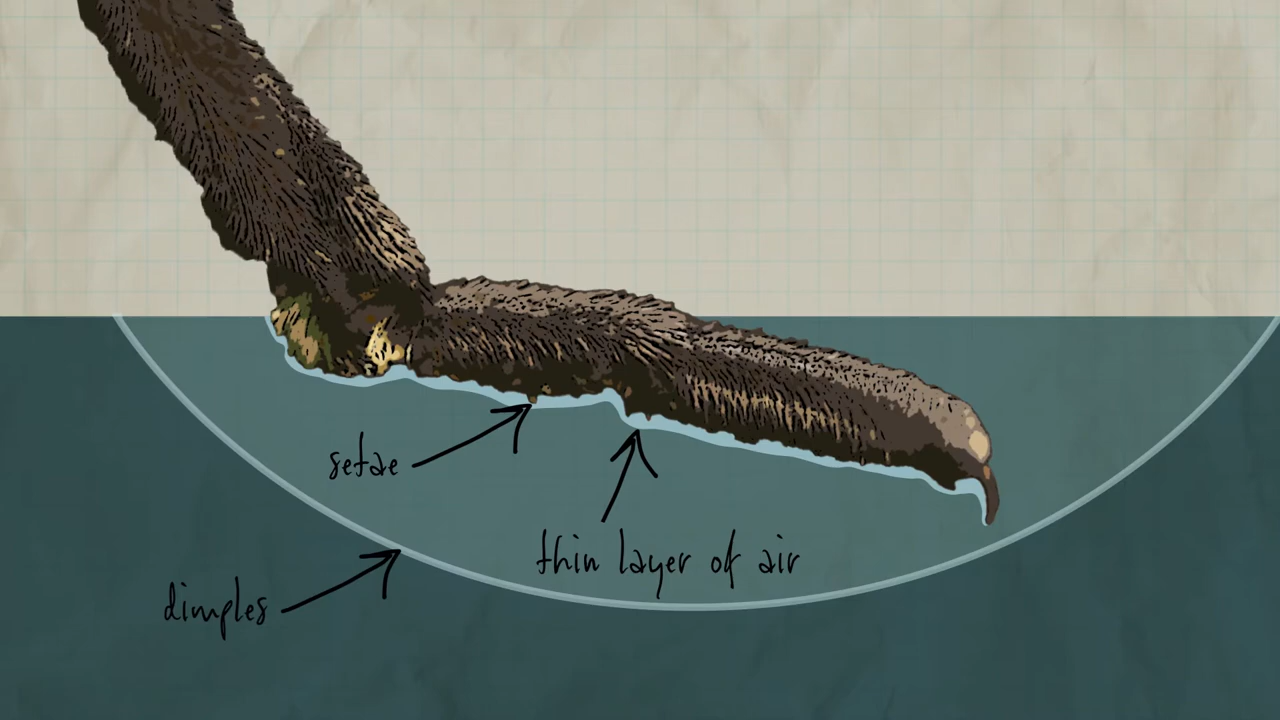 setae
thin layer of air
dimples